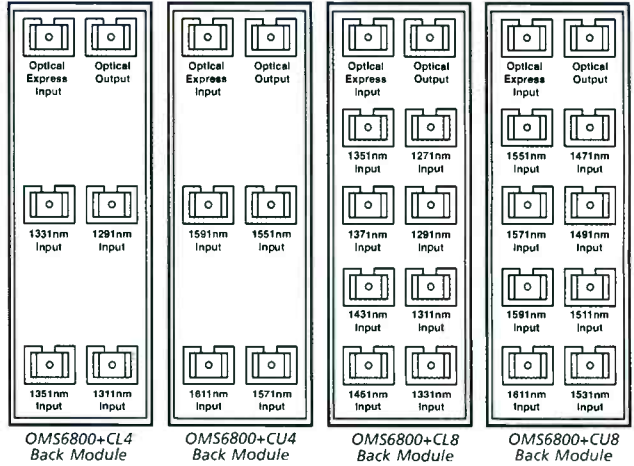 Optical Express Input
Optical Output
1331nm Input
1291nm Input
1351nm Input
1311nm Input
OMS6800+CL4
Back Module
Optical Express Input
Optical Output
1591nm Input
1551nm Input
1611nm Input
1571nm Input
OMS6800+CU4
Back Module
Optical Express Input
Optical Output
1351nm Input
1271nm Input
1371nm Input
1291nm Input
1431nm Input
1311nm Input
1451nm Input
1331nm Input
OMS6800+CL8
Back Module
Optical Express Input
Optical Output
1551nm Input
1471nm Input
1571nm Input
1491nm Input
1591nm Input
1511nm Input
1611nm Input
1531nm Input
OMS6800+CU8
Back Module